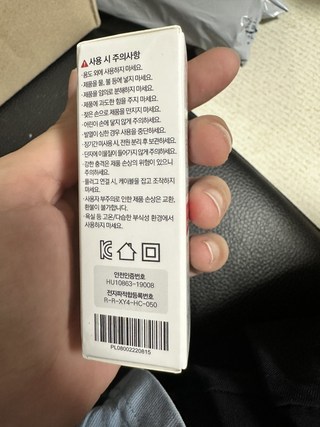 사용 시 주의사항
·용도 외에 사용하지 마세요.
·제품을 물, 불 등에 넣지 마세요.
·제품을 임의로 분해하지 마세요.
·제품에 과도한 힘을 주지 마세요.
·젖은 손으로 제품을 만지지 마세요.
·어린이 손에 닿지 않게 주의하세요.
·발열이 심한 경우 사용을 중단하세요.
·장기간 미사용 시, 전원 분리 후 보관하세요.
·단자에 이물질이 들어가지 않게 주의하세요.
·강한 충격은 제품 손상의 위험이 있으니
주의하세요.
·플러그 연결 시, 케이블을 잡고 조작하지
마세요.
·사용자 부주의로 인한 제품 손상은 교환,
환불이 불가합니다.
·욕실 등 고온/다습한 부식성 환경에서
사용하지 마세요.
안전인증번호
HU10863-19008
전자파적합등록번호
R-R-XY4-HC-050
PL08002220815